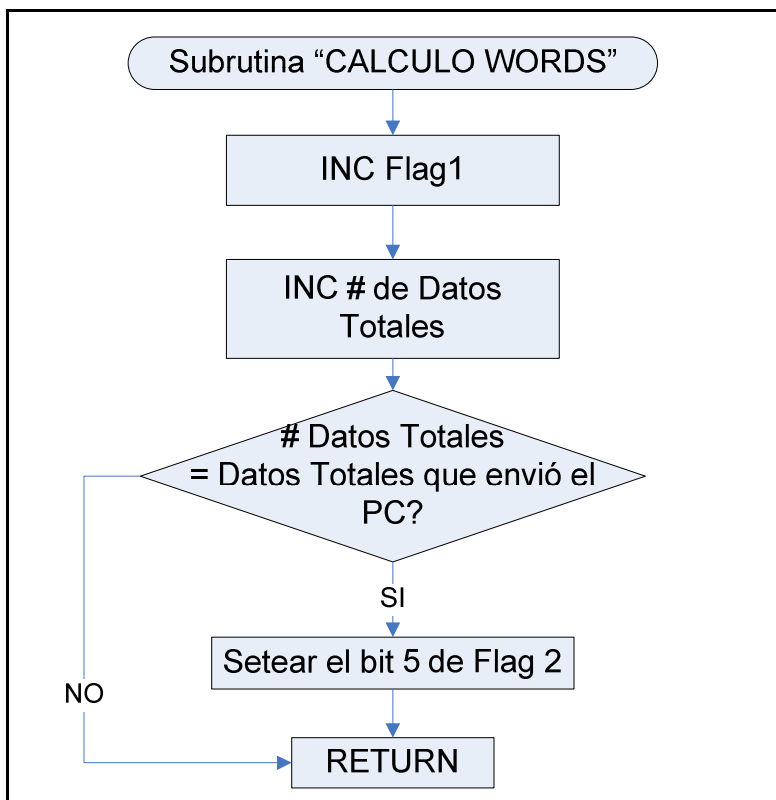 Subrutina “CALCULO WORDS”
INC Flag1
INC # de Datos
Totales
# Datos Totales
= Datos Totales que envió el
PC?
SI
Setear el bit 5 de Flag 2
NO
RETURN